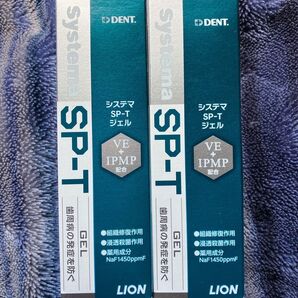 DENT.
Systema
SP-T
GEL
歯周病の発症を防ぐ
システマ
SP-T
ジェル
VE
+
IPMP
配合
●組織修復作用
●浸透殺菌作用
●薬用成分
NaF1450ppmF
LION
DENT.
Systema
SP-T
GEL
歯周病の発症を防ぐ
システマ
SP-T
ジェル
VE
+
IPMP
配合
●組織修復作用
●浸透殺菌作用
●薬用成分
NaF1450ppmF
LION